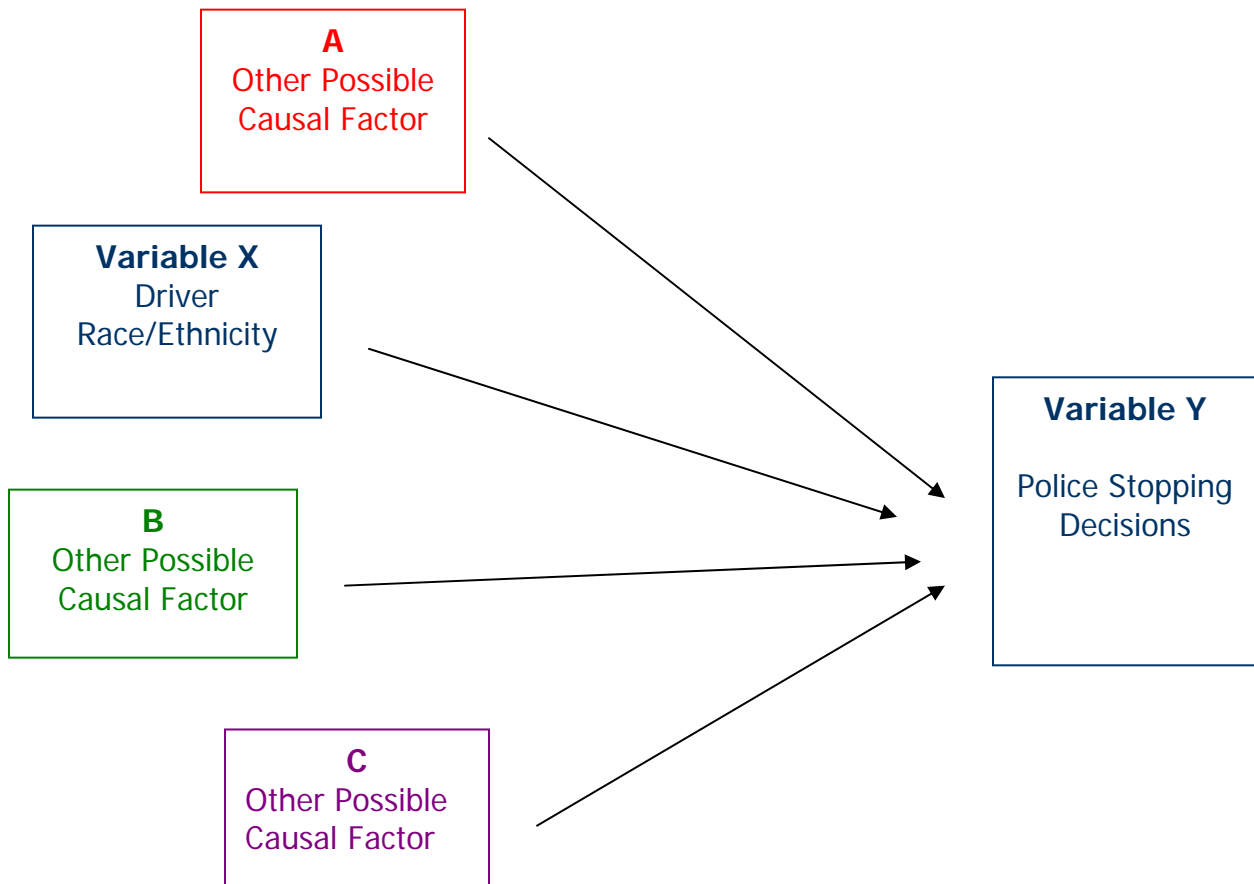 A
Other Possible
Causal Factor
Variable X
Driver
Race/Ethnicity
B
Other Possible
Causal Factor
C
Other Possible
Causal Factor
Variable Y
Police Stopping
Decisions